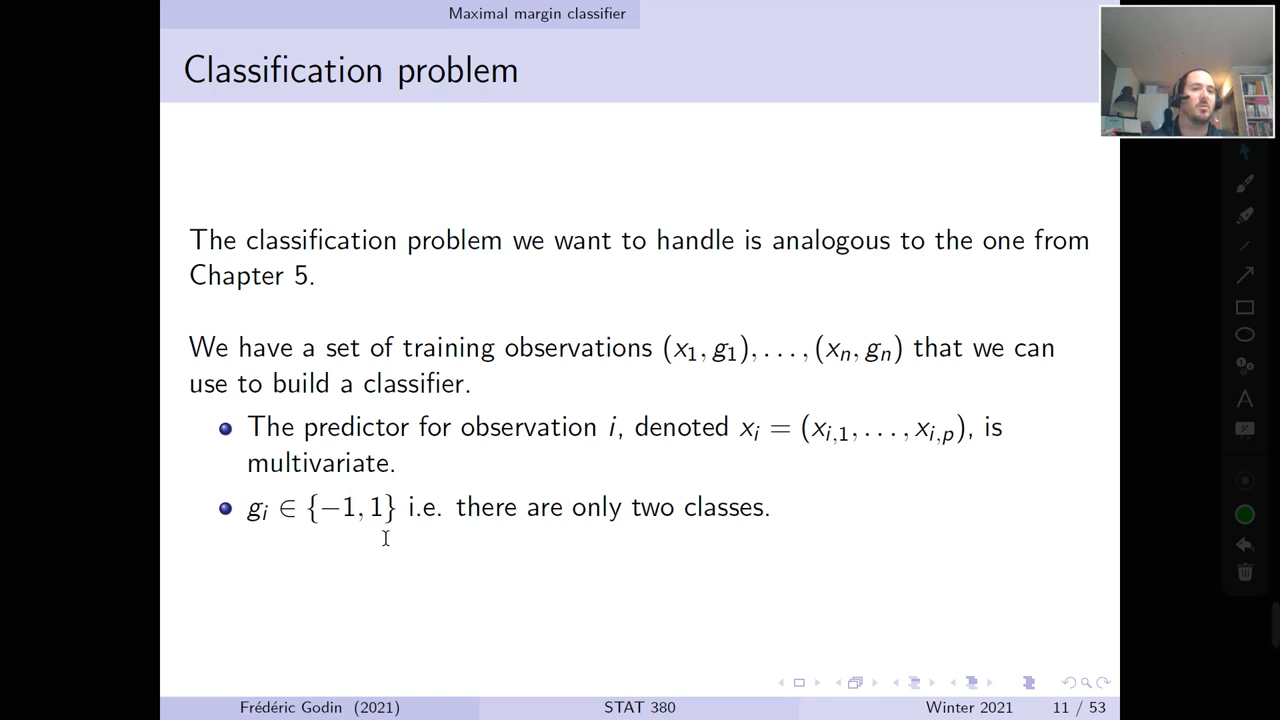 Maximal margin classifier
Classification problem
The classification problem we want to handle is analogous to the one from
Chapter 5.
We have a set of training observations (x₁, g₁), . . . , (xₙ, gₙ) that we can
use to build a classifier.
The predictor for observation i, denoted xᵢ = (xᵢ,₁, . . . , xᵢ,ₚ), is
multivariate.
gᵢ ∈ {−1, 1} i.e. there are only two classes.
Frédéric Godin (2021) STAT 380 Winter 2021 11 / 53